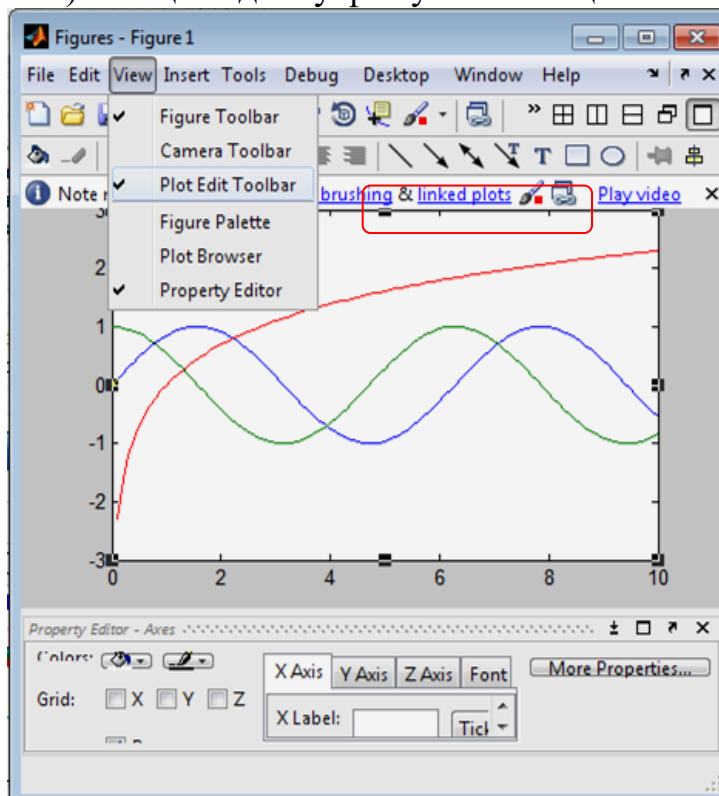 Figures - Figure 1
File Edit View Insert Tools Debug Desktop Window Help
Figure Toolbar
Camera Toolbar
Plot Edit Toolbar
Figure Palette
Plot Browser
Property Editor
T T
Note brushing & linked plots Play video
2
1
0
-1
-2
-3
0 2 4 6 8 10
Property Editor - Axes
Colors:
Grid: X Y Z
X Axis Y Axis Z Axis Font More Properties...
X Label: